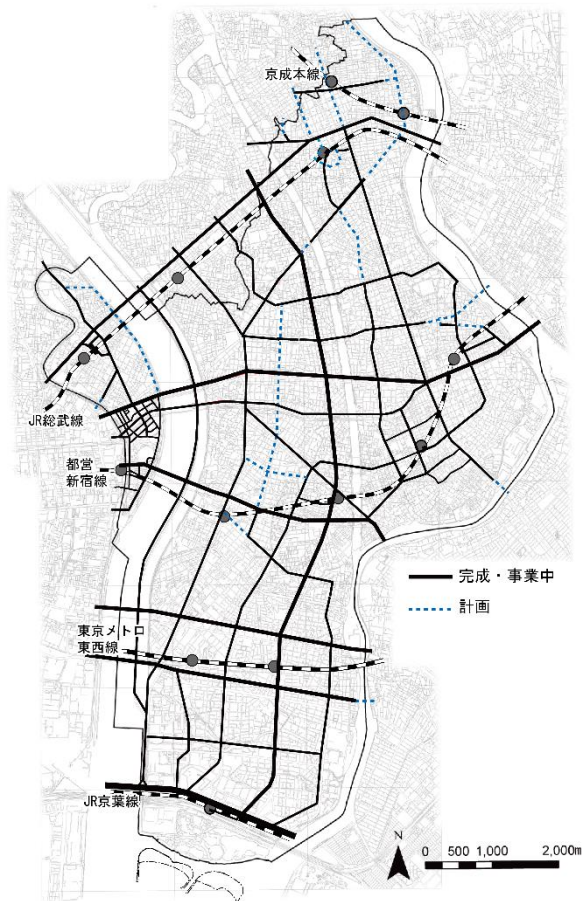 京成本線
JR総武線
都営
新宿線
完成・事業中
計画
東京メトロ
東西線
JR京葉線
N
0 500 1,000 2,000m